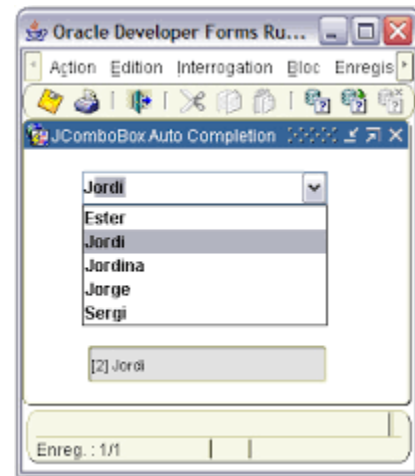 Oracle Developer Forms Ru...
Action Edition Interrogation Bloc Enregis
JComboBox Auto Completion
Jordi
Ester
Jordi
Jordina
Jorge
Sergi
[2] Jordi
Enreg. : 1/1